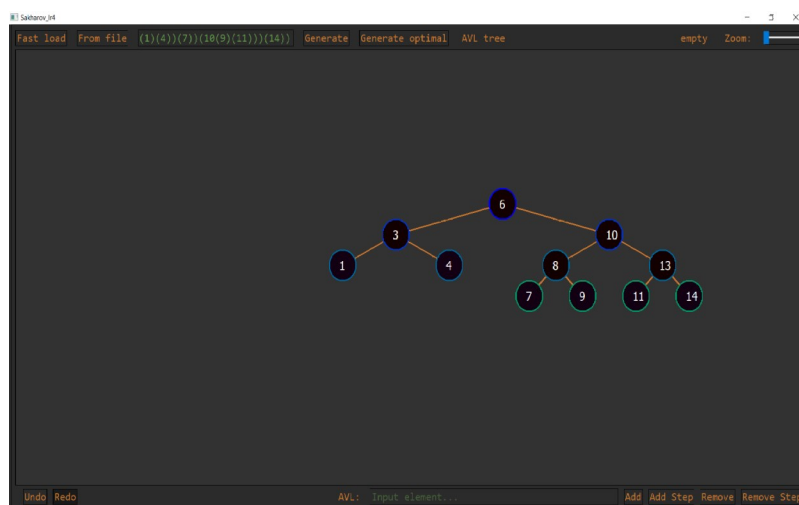 Sakharov_lr4
Fast load From file (1)(4))(7))(10(9)(11)))(14)) Generate Generate optimal AVL tree empty Zoom:
6
3 10
1 4 8 13
7 9 11 14
Undo Redo AVL: Input element... Add Add Step Remove Remove Step